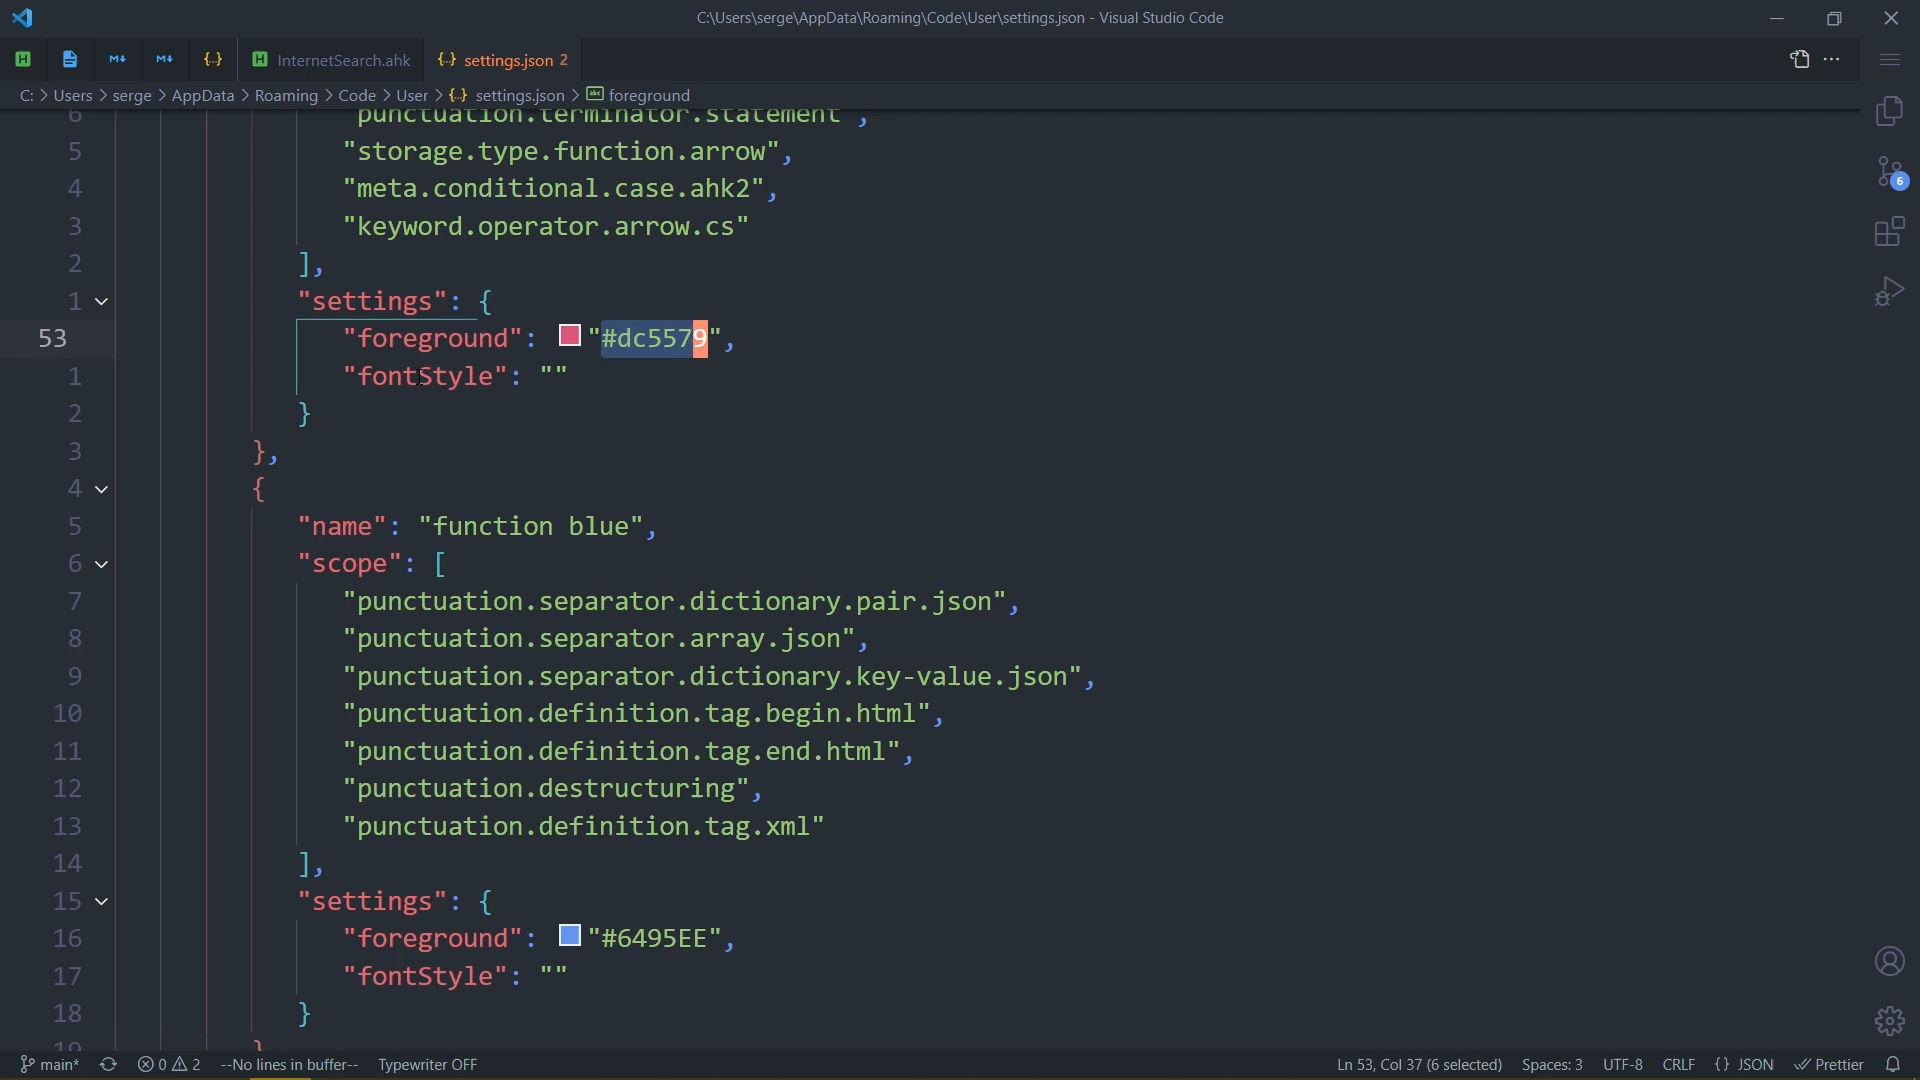 C:\Users\serge\AppData\Roaming\Code\User\settings.json - Visual Studio Code
InternetSearch.ahk
{} settings.json 2
C: > Users > serge > AppData > Roaming > Code > User > {} settings.json > foreground
6 "punctuation.terminator.statement",
5 "storage.type.function.arrow",
4 "meta.conditional.case.ahk2",
3 "keyword.operator.arrow.cs"
2 ],
1 "settings": {
53 "foreground": "#dc5579",
1 "fontStyle": ""
2 }
3 },
4 {
5 "name": "function blue",
6 "scope": [
7 "punctuation.separator.dictionary.pair.json",
8 "punctuation.separator.array.json",
9 "punctuation.separator.dictionary.key-value.json",
10 "punctuation.definition.tag.begin.html",
11 "punctuation.definition.tag.end.html",
12 "punctuation.destructuring",
13 "punctuation.definition.tag.xml"
14 ],
15 "settings": {
16 "foreground": "#6495EE",
17 "fontStyle": ""
18 }
19 }
6
main* 0 2 --No lines in buffer-- Typewriter OFF Ln 53, Col 37 (6 selected) Spaces: 3 UTF-8 CRLF {} JSON Prettier